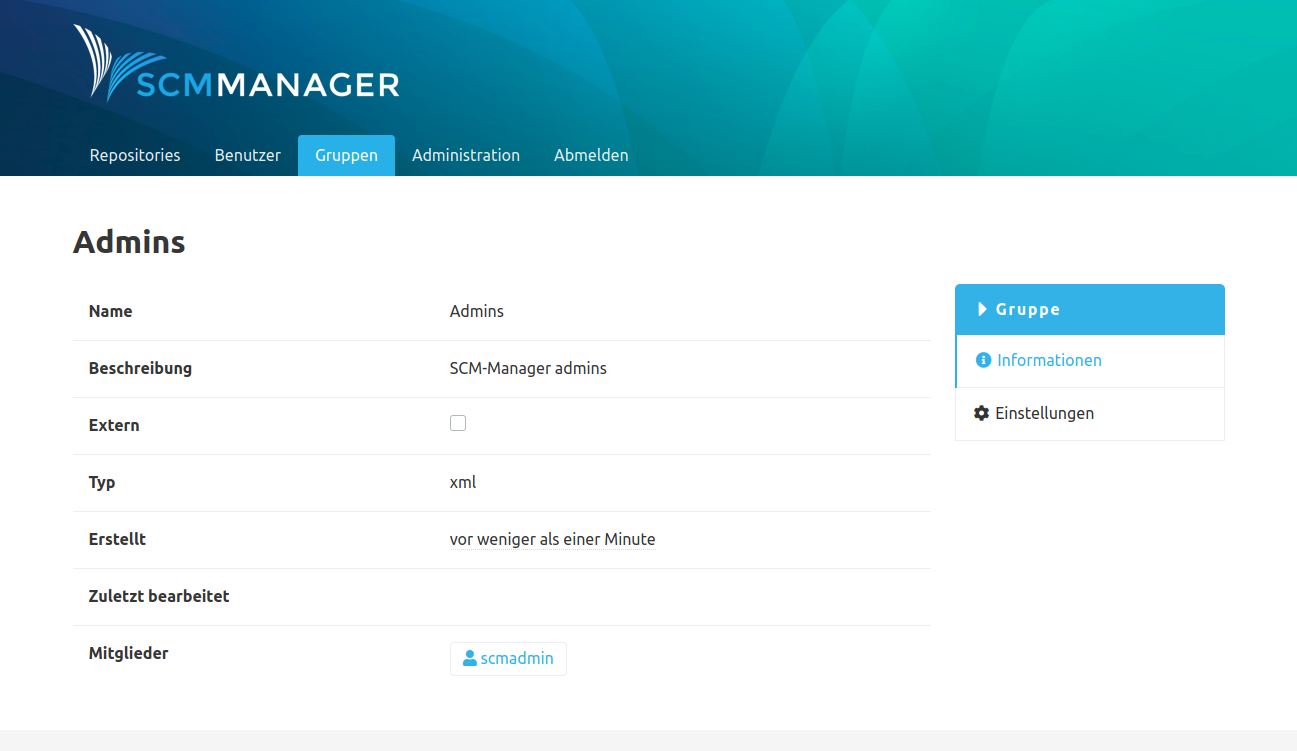 SCMMANAGER
Repositories Benutzer Gruppen Administration Abmelden
Admins
Name Admins
Beschreibung SCM-Manager admins
Extern
Typ xml
Erstellt vor weniger als einer Minute
Zuletzt bearbeitet
Mitglieder scmadmin
Gruppe
Informationen
Einstellungen